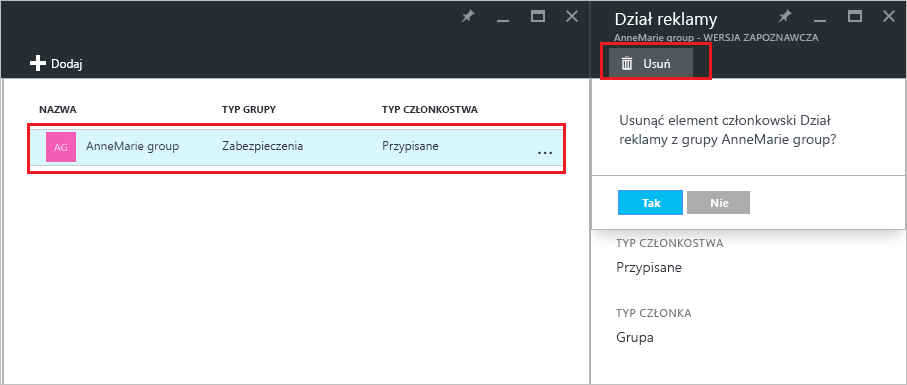 Dodaj
NAZWA TYP GRUPY TYP CZŁONKOSTWA
AG AnneMarie group Zabezpieczenia Przypisane ...
Dział reklamy
AnneMarie group - WERSJA ZAPOZNAWCZA
Usuń
Usunąć element członkowski Dział
reklamy z grupy AnneMarie group?
Tak Nie
TYP CZŁONKOSTWA
Przypisane
TYP CZŁONKA
Grupa